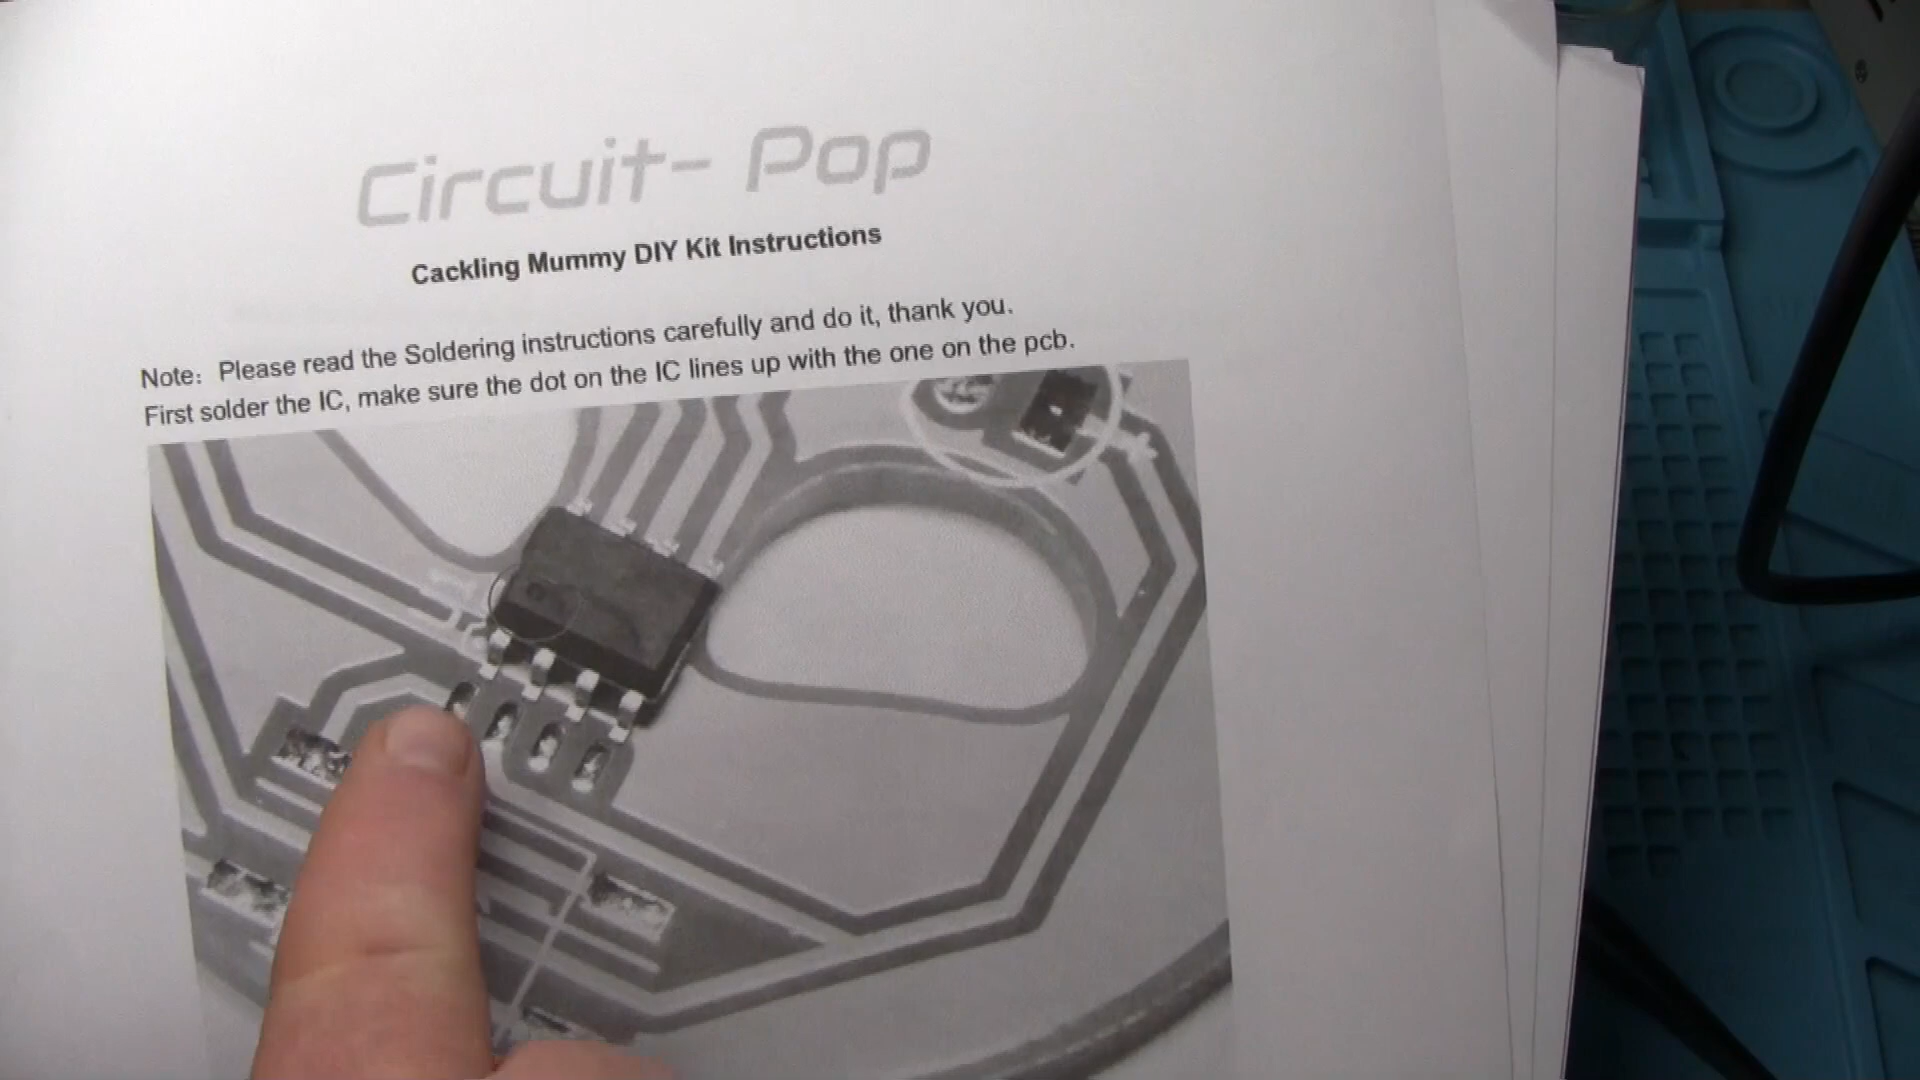 Circuit- Pop
Cackling Mummy DIY Kit Instructions
Note: Please read the Soldering instructions carefully and do it, thank you.
First solder the IC, make sure the dot on the IC lines up with the one on the pcb.